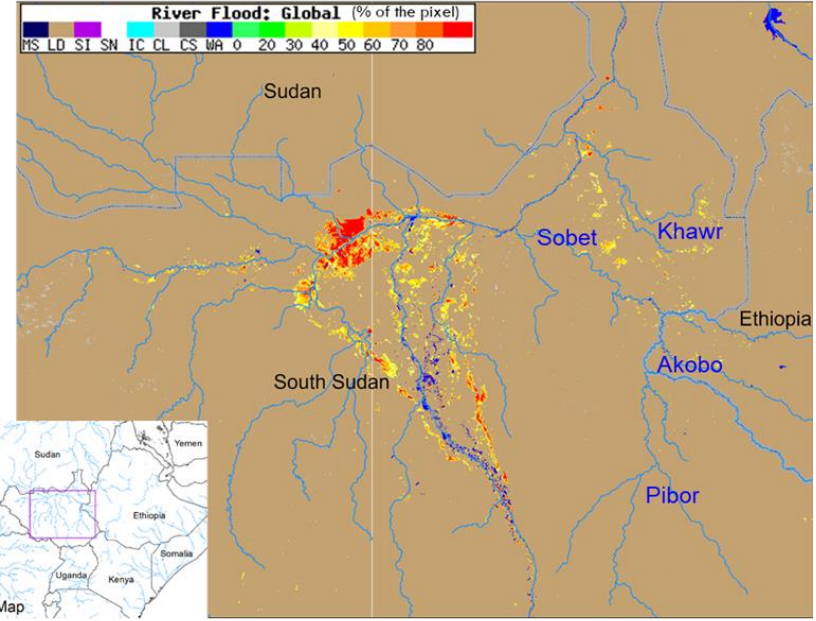 River Flood: Global (% of the pixel)
MS LD SI SN IC CL CS WA 0 20 30 40 50 60 70 80
Sudan
Sobet
Khawr
Ethiopia
Akobo
South Sudan
Pibor
Yemen
Sudan
Ethiopia
Somalia
Uganda
Kenya
Map